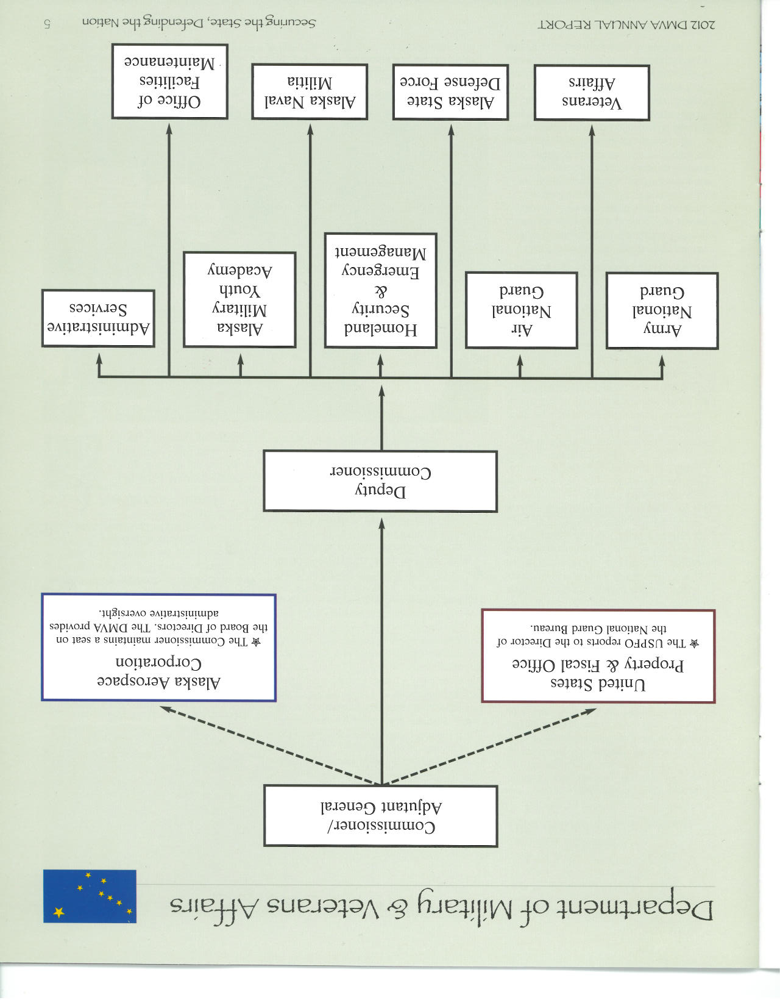 Department of Military & Veterans Affairs
Commissioner/
Adjutant General
United States
Property & Fiscal Office
★ The USPFO reports to the Director of
the National Guard Bureau.
Alaska Aerospace
Corporation
★ The Commissioner maintains a seat on
the Board of Directors. The DMVA provides
administrative oversight.
Deputy
Commissioner
Army
National
Guard
Air
National
Guard
Homeland
Security
&
Emergency
Management
Alaska
Military
Youth
Academy
Administrative
Services
Veterans
Affairs
Alaska State
Defense Force
Alaska Naval
Militia
Office of
Facilities
Maintenance
2012 DMVA ANNUAL REPORT
Securing the State, Defending the Nation
5